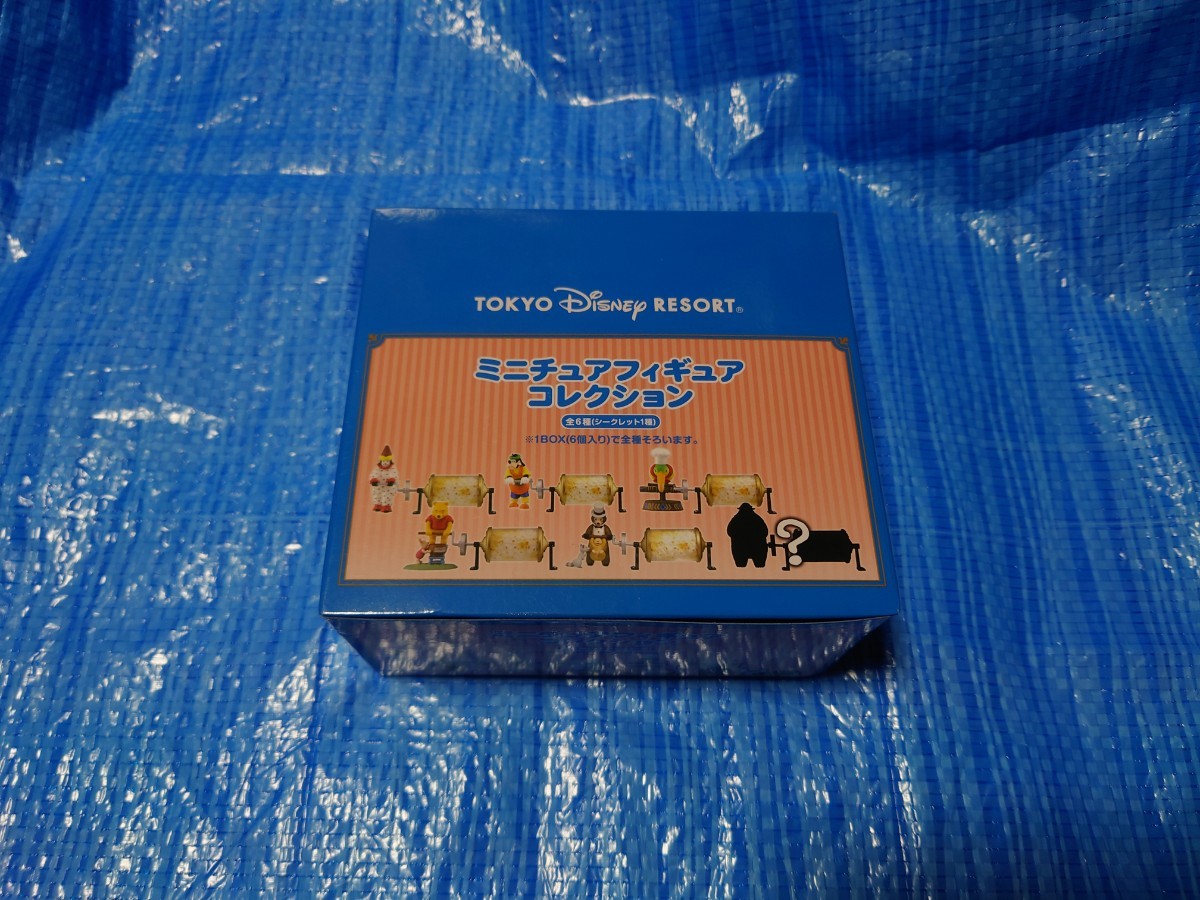 TOKYO Disney RESORT®
ミニチュアフィギュア
コレクション
全6種(シークレット1種)
※1BOX(6個入り)で全種そろいます。
?